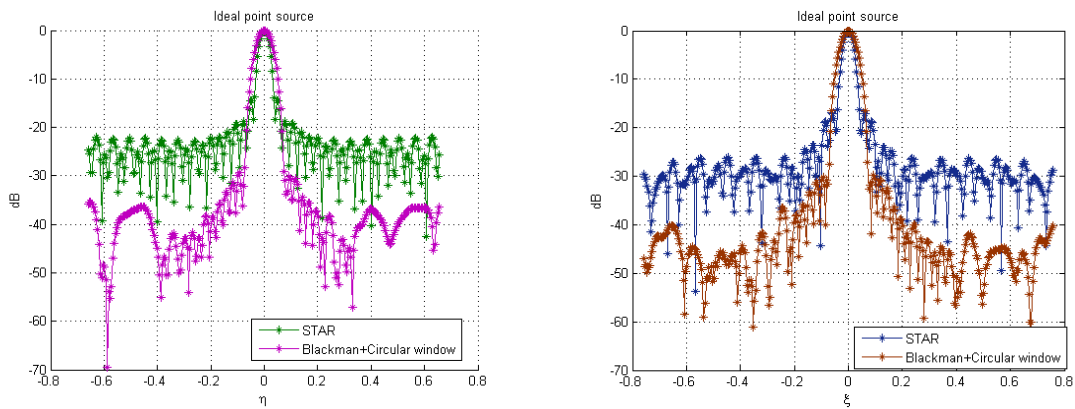 Ideal point source
0
-10
-20
-30
-40
-50
-60
-70
dB
-0.8 -0.6 -0.4 -0.2 0 0.2 0.4 0.6 0.8
η
STAR
Blackman+Circular window
Ideal point source
0
-10
-20
-30
-40
-50
-60
-70
dB
-0.8 -0.6 -0.4 -0.2 0 0.2 0.4 0.6 0.8
ξ
STAR
Blackman+Circular window